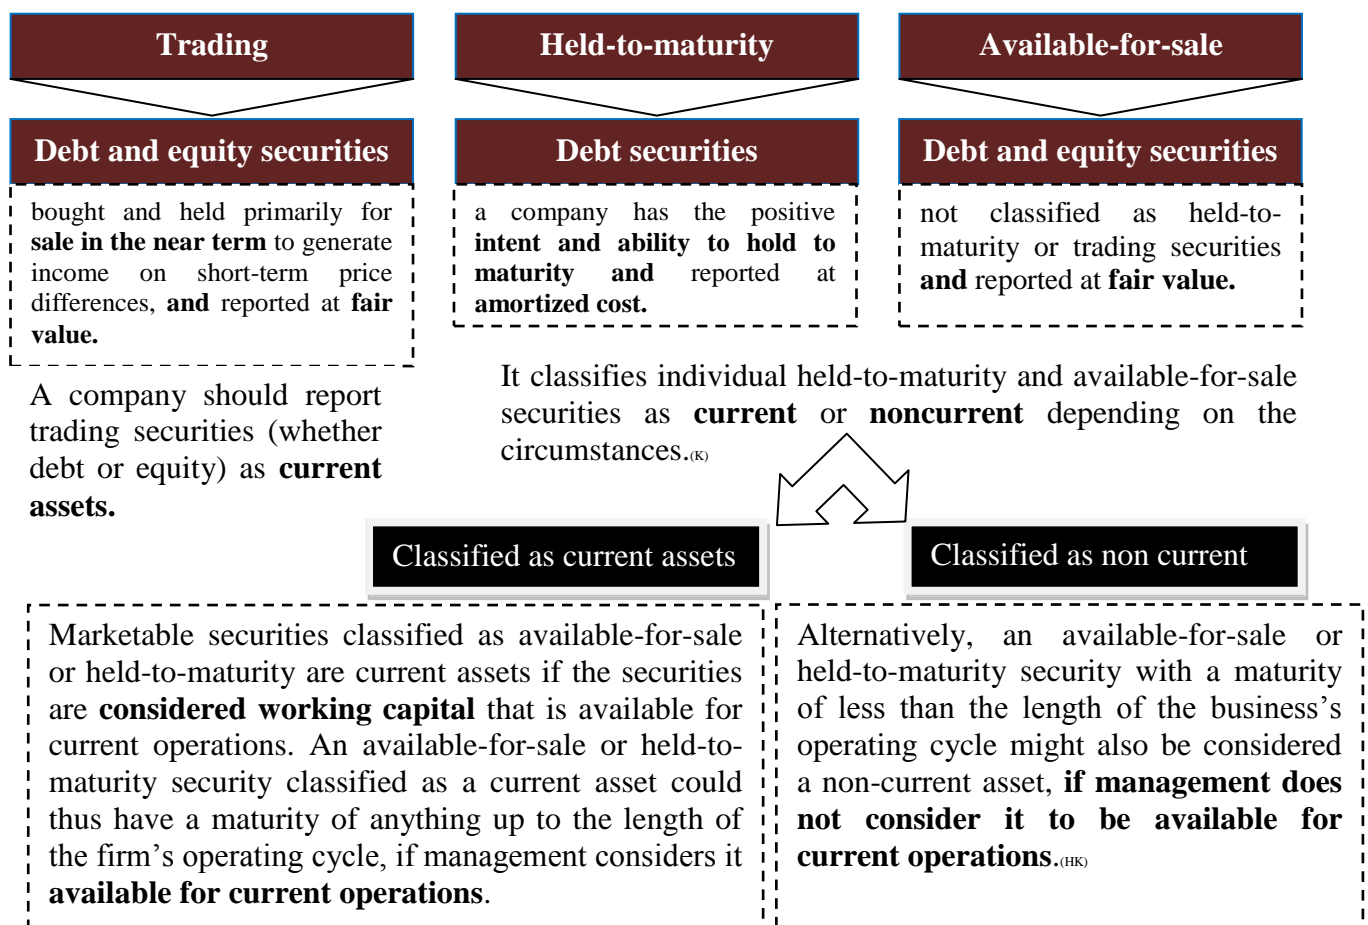 Trading
Debt and equity securities
bought and held primarily for
sale in the near term to generate
income on short-term price
differences, and reported at fair
value.
A company should report
trading securities (whether
debt or equity) as current
assets.
Held-to-maturity
Debt securities
a company has the positive
intent and ability to hold to
maturity and reported at
amortized cost.
Available-for-sale
Debt and equity securities
not classified as held-to-
maturity or trading securities
and reported at fair value.
It classifies individual held-to-maturity and available-for-sale
securities as current or noncurrent depending on the
circumstances.(K)
Classified as current assets
Marketable securities classified as available-for-sale
or held-to-maturity are current assets if the securities
are considered working capital that is available for
current operations. An available-for-sale or held-to-
maturity security classified as a current asset could
thus have a maturity of anything up to the length of
the firm's operating cycle, if management considers it
available for current operations.
Classified as non current
Alternatively, an available-for-sale or
held-to-maturity security with a maturity
of less than the length of the business's
operating cycle might also be considered
a non-current asset, if management does
not consider it to be available for
current operations.(HK)